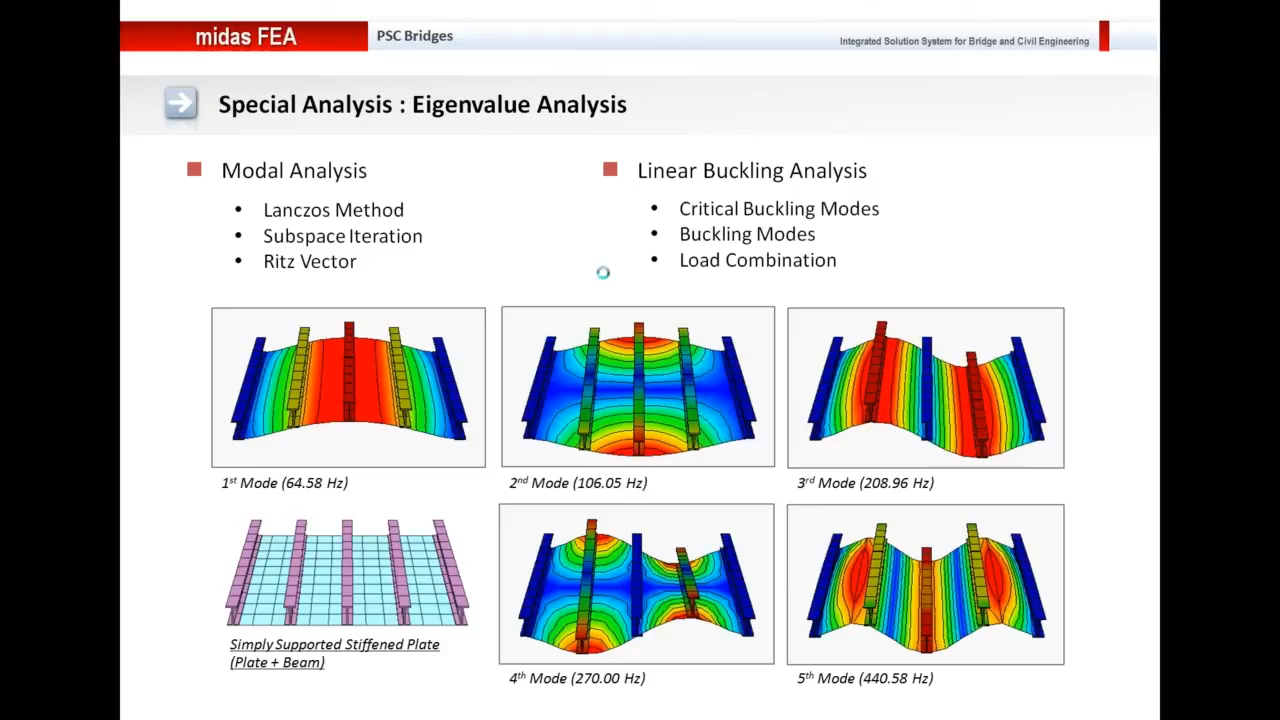 midas FEA
PSC Bridges
Integrated Solution System for Bridge and Civil Engineering
Special Analysis : Eigenvalue Analysis
Modal Analysis
• Lanczos Method
• Subspace Iteration
• Ritz Vector
Linear Buckling Analysis
• Critical Buckling Modes
• Buckling Modes
• Load Combination
1st Mode (64.58 Hz)
2nd Mode (106.05 Hz)
3rd Mode (208.96 Hz)
Simply Supported Stiffened Plate
(Plate + Beam)
4th Mode (270.00 Hz)
5th Mode (440.58 Hz)